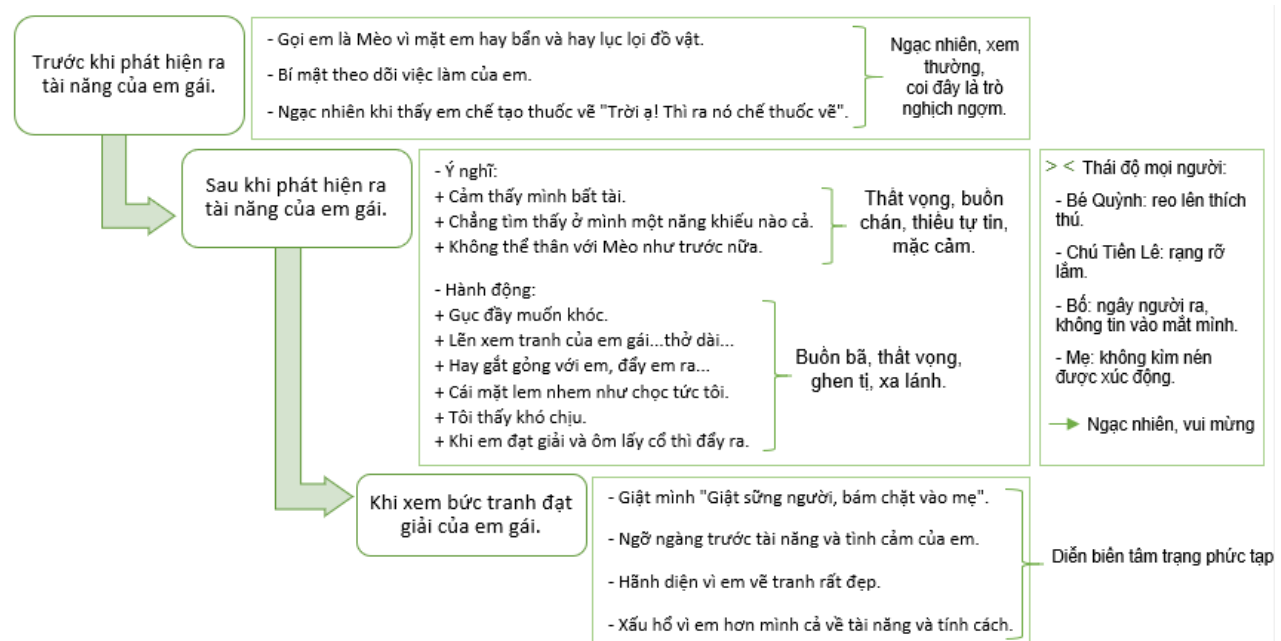 Trước khi phát hiện ra
tài năng của em gái.
- Gọi em là Mèo vì mặt em hay bẩn và hay lục lọi đồ vật.
- Bí mật theo dõi việc làm của em.
- Ngạc nhiên khi thấy em chế tạo thuốc vẽ "Trời ạ! Thì ra nó chế thuốc vẽ".
Ngạc nhiên, xem
thường,
coi đây là trò
nghịch ngợm.
Sau khi phát hiện ra
tài năng của em gái.
- Ý nghĩ:
+ Cảm thấy mình bất tài.
+ Chẳng tìm thấy ở mình một năng khiếu nào cả.
+ Không thể thân với Mèo như trước nữa.
Thất vọng, buồn
chán, thiếu tự tin,
mặc cảm.
- Hành động:
+ Gục đầy muốn khóc.
+ Lẽn xem tranh của em gái...thở dài...
+ Hay gắt gỏng với em, đẩy em ra...
+ Cái mặt lem nhem như chọc tức tôi.
+ Tôi thấy khó chịu.
+ Khi em đạt giải và ôm lấy cổ thì đẩy ra.
Buồn bã, thất vọng,
ghen tị, xa lánh.
> < Thái độ mọi người:
- Bé Quỳnh: reo lên thích
thú.
- Chú Tiến Lê: rạng rỡ
lắm.
- Bố: ngây người ra,
không tin vào mắt mình.
- Mẹ: không kìm nén
được xúc động.
→ Ngạc nhiên, vui mừng
Khi xem bức tranh đạt
giải của em gái.
- Giật mình "Giật sững người, bám chặt vào mẹ".
- Ngỡ ngàng trước tài năng và tình cảm của em.
- Hãnh diện vì em vẽ tranh rất đẹp.
- Xấu hổ vì em hơn mình cả về tài năng và tính cách.
Diễn biến tâm trạng phức tạp